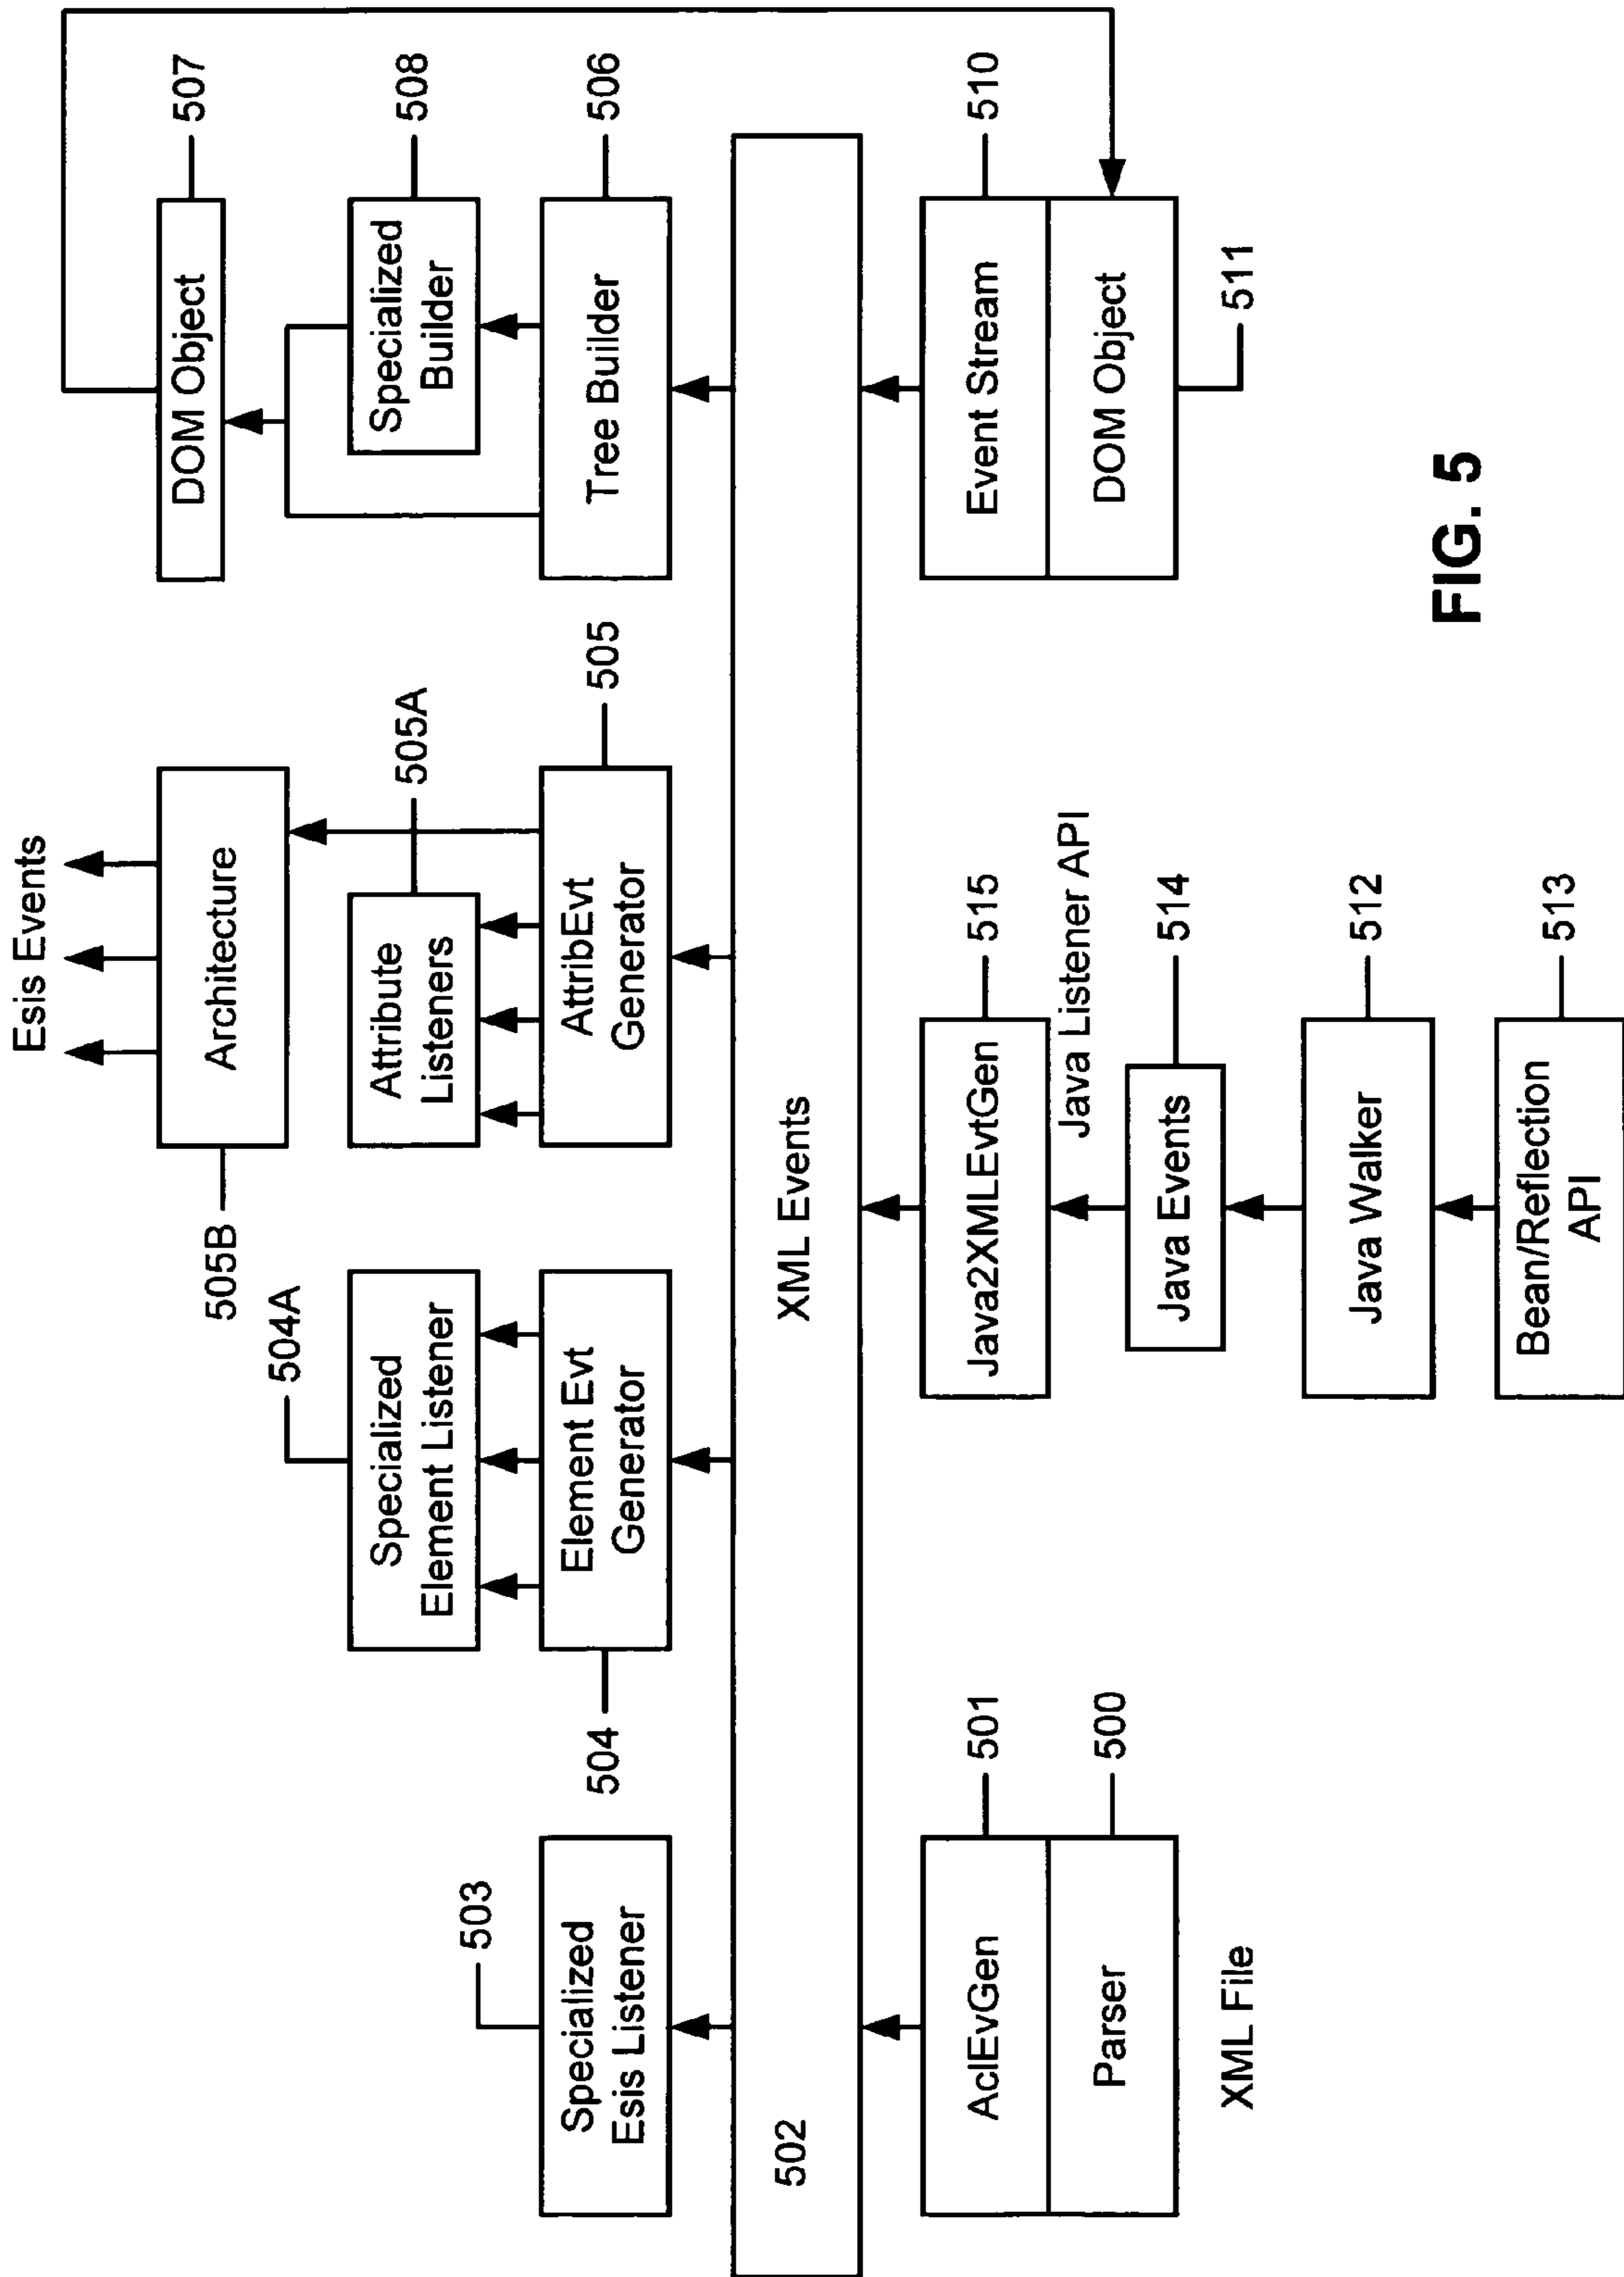 Esis Events
507
DOM Object
505B
Architecture
504A
508
Specialized
Builder
505A
Attribute
Listeners
Specialized
Element Listener
503
506
Tree Builder
505
AttribEvt
Generator
504
Element Evt
Generator
Specialized
Esis Listener
502
XML Events
AclEvGen
501
Parser
500
XML File
Java2XMLEvtGen
515
Java Listener API
Java Events
514
Java Walker
512
Bean/Reflection
API
513
Event Stream
510
DOM Object
511
FIG. 5